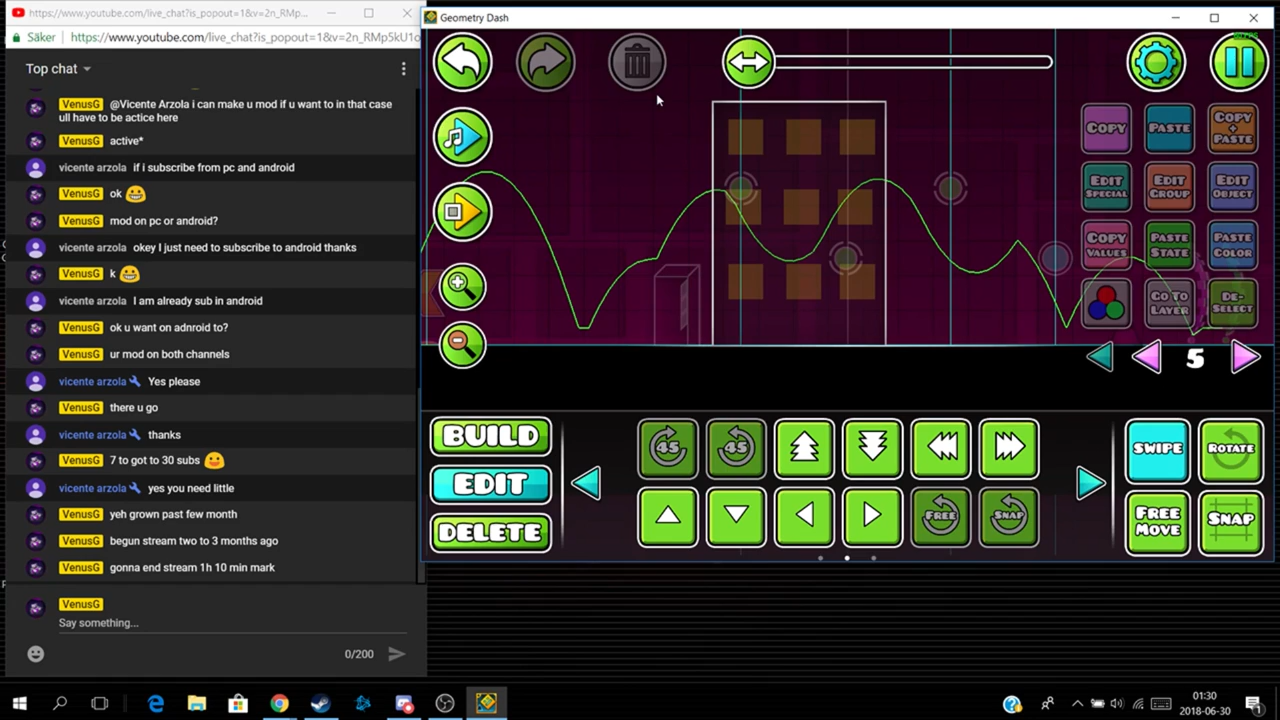 https://www.youtube.com/live_chat?is_popout=1&v=2n_RMp...
Säker
https://www.youtube.com/live_chat?is_popout=1&v=2n_RMp5kU1o
Top chat
VenusG @Vicente Arzola i can make u mod if u want to in that case
ull have to be actice here
VenusG active*
vicente arzola if i subscribe from pc and android
VenusG ok
VenusG mod on pc or android?
vicente arzola okey I just need to subscribe to android thanks
VenusG k
vicente arzola I am already sub in android
VenusG ok u want on adnroid to?
VenusG ur mod on both channels
vicente arzola Yes please
VenusG there u go
vicente arzola thanks
VenusG 7 to got to 30 subs
vicente arzola yes you need little
VenusG yeh grown past few month
VenusG begun stream two to 3 months ago
VenusG gonna end stream 1h 10 min mark
VenusG
Say something...
0/200
Geometry Dash
COPY
PASTE
COPY
+
PASTE
EDIT
SPECIAL
EDIT
GROUP
EDIT
OBJECT
COPY
VALUES
PASTE
STATE
PASTE
COLOR
GO TO
LAYER
DE-
SELECT
5
BUILD
EDIT
DELETE
45
45
FREE
SNAP
SWIPE
ROTATE
FREE
MOVE
SNAP
01:30
2018-06-30
1